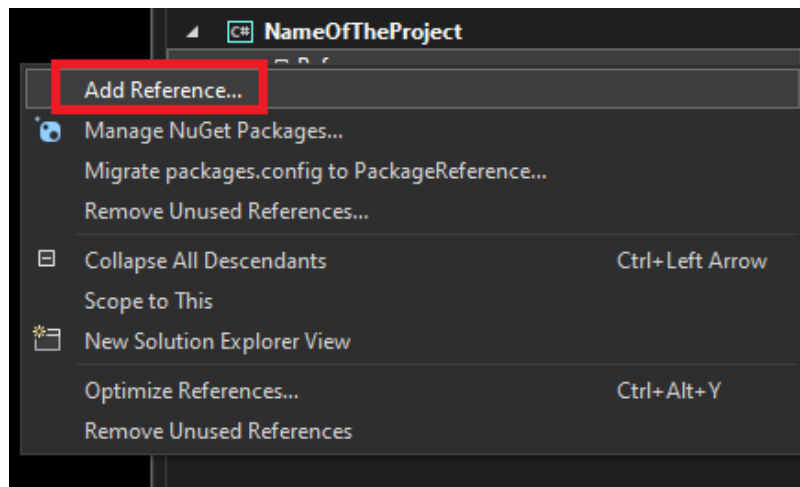 C# NameOfTheProject
Add Reference...
Manage NuGet Packages...
Migrate packages.config to PackageReference...
Remove Unused References...
Collapse All Descendants Ctrl+Left Arrow
Scope to This
New Solution Explorer View
Optimize References... Ctrl+Alt+Y
Remove Unused References